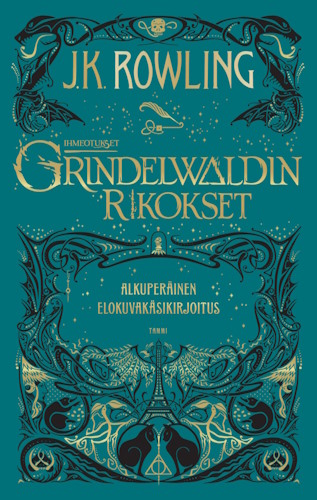 J.K. ROWLING
IHMEOTUKSET
GRINDELWALDIN
RIKOKSET
ALKUPERÄINEN
ELOKUVAKÄSIKIRJOITUS
TAMMI